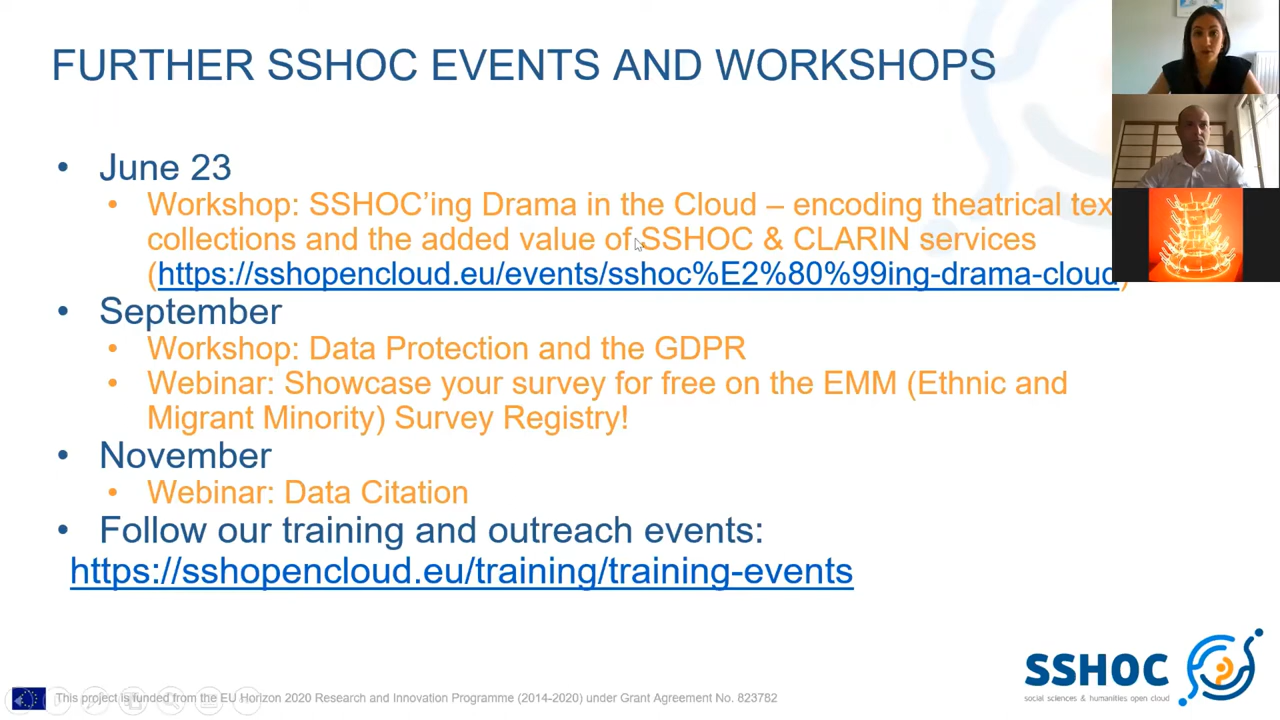 FURTHER SSHOC EVENTS AND WORKSHOPS
• June 23
• Workshop: SSHOC’ing Drama in the Cloud – encoding theatrical tex
collections and the added value of SSHOC & CLARIN services
(https://sshopencloud.eu/events/sshoc%E2%80%99ing-drama-cloud)
• September
• Workshop: Data Protection and the GDPR
• Webinar: Showcase your survey for free on the EMM (Ethnic and
Migrant Minority) Survey Registry!
• November
• Webinar: Data Citation
• Follow our training and outreach events:
https://sshopencloud.eu/training/training-events
SSHOC
social sciences & humanities open cloud
This project is funded from the EU Horizon 2020 Research and Innovation Programme (2014-2020) under Grant Agreement No. 823782